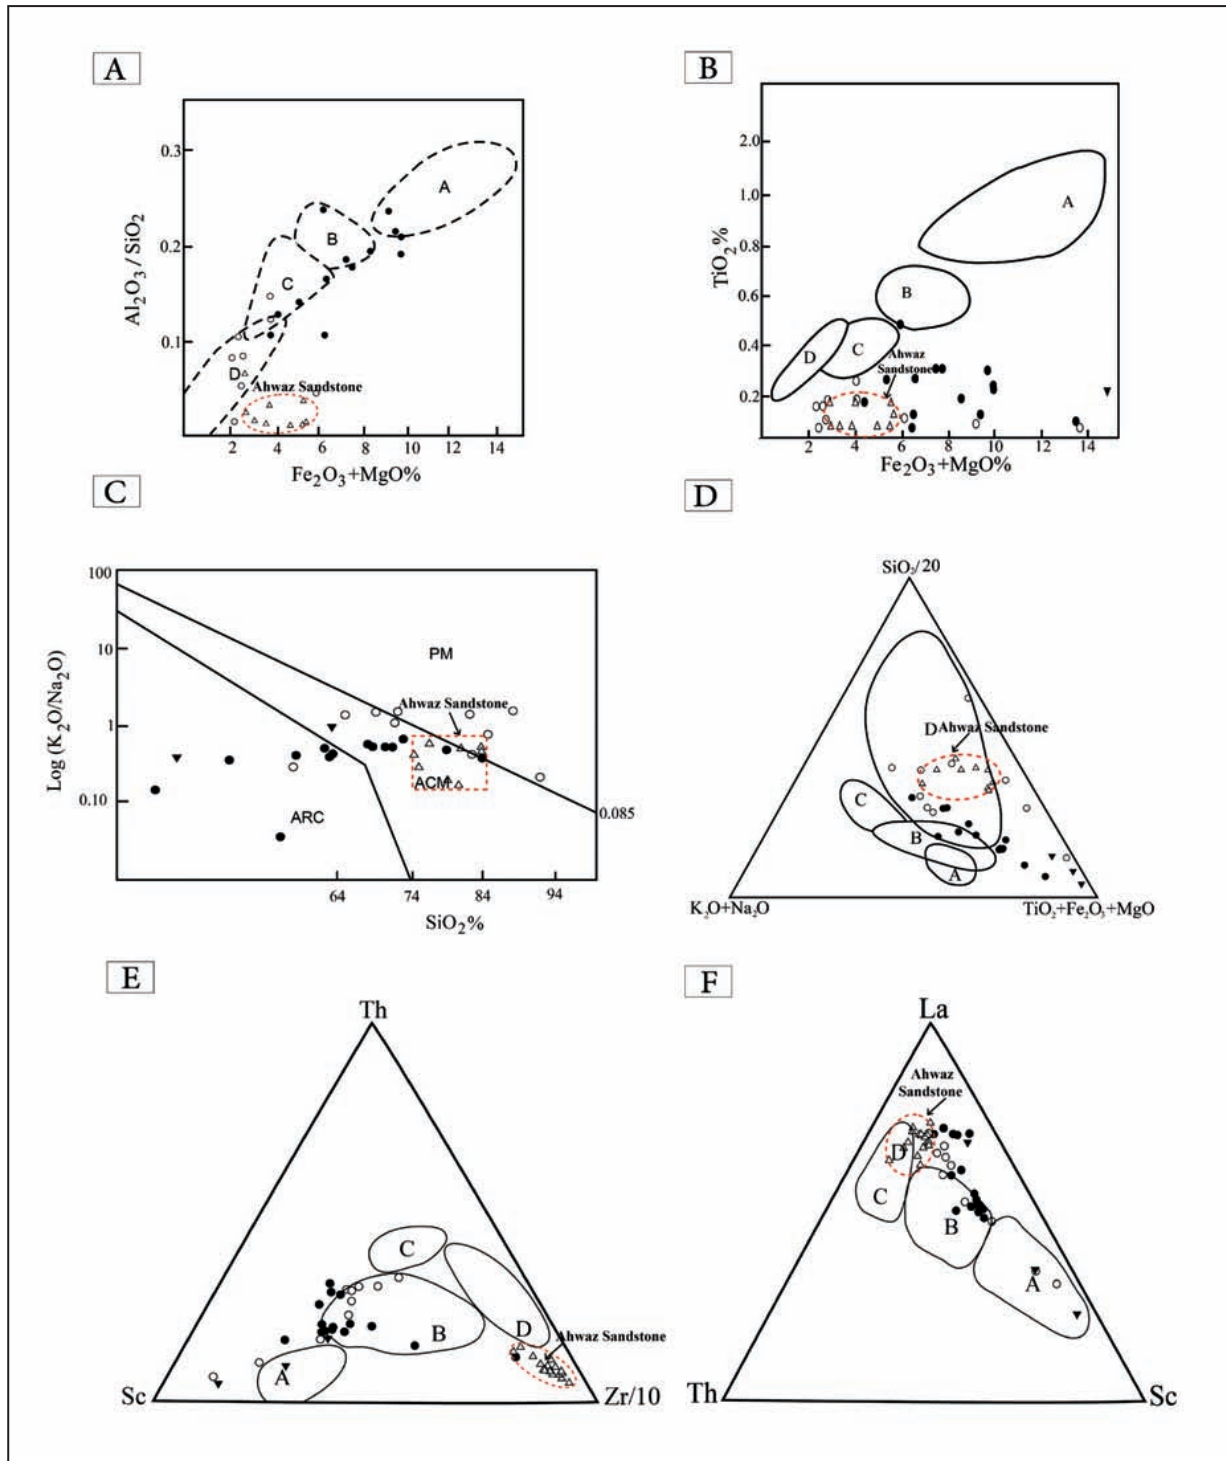 A
B
Al₂O₃ / SiO₂
0.3
0.2
0.1
A
B
C
D
Ahwaz Sandstone
2 4 6 8 10 12 14
Fe₂O₃+MgO%
TiO₂%
2.0
1.0
0.8
0.6
0.4
0.2
A
B
C
D
Ahwaz
Sandstone
2 4 6 8 10 12 14
Fe₂O₃+MgO%
C
D
Log (K₂O/Na₂O)
100
10
1
0.10
PM
Ahwaz Sandstone
ACM
ARC
0.085
64 74 84 94
SiO₂%
SiO₂/20
D
Ahwaz Sandstone
C
B
A
K₂O+Na₂O
TiO₂+Fe₂O₃+MgO
E
F
Th
C
B
D
Ahwaz Sandstone
A
Sc
Zr/10
La
Ahwaz
Sandstone
D
C
B
A
Th
Sc